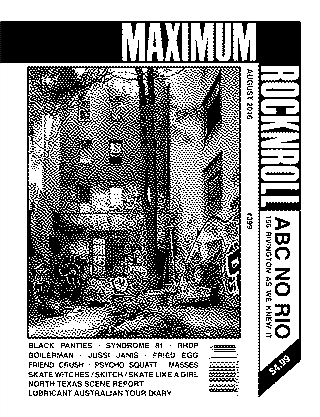 MAXIMUM
ROCKNROLL
AUGUST 2016
#399
ABC NO RIO
156 RIVINGTON AS WE KNEW IT
$4.99
BLACK PANTIES · SYNDROME 81 · RHDP
BOILERMAN · JUSSI JANIS · FRIED EGG
FRIEND CRUSH · PSYCHO SQUATT MASSES
SKATE WITCHES / SKITCH / SKATE LIKE A GIRL
NORTH TEXAS SCENE REPORT
LUBRICANT AUSTRALIAN TOUR DIARY